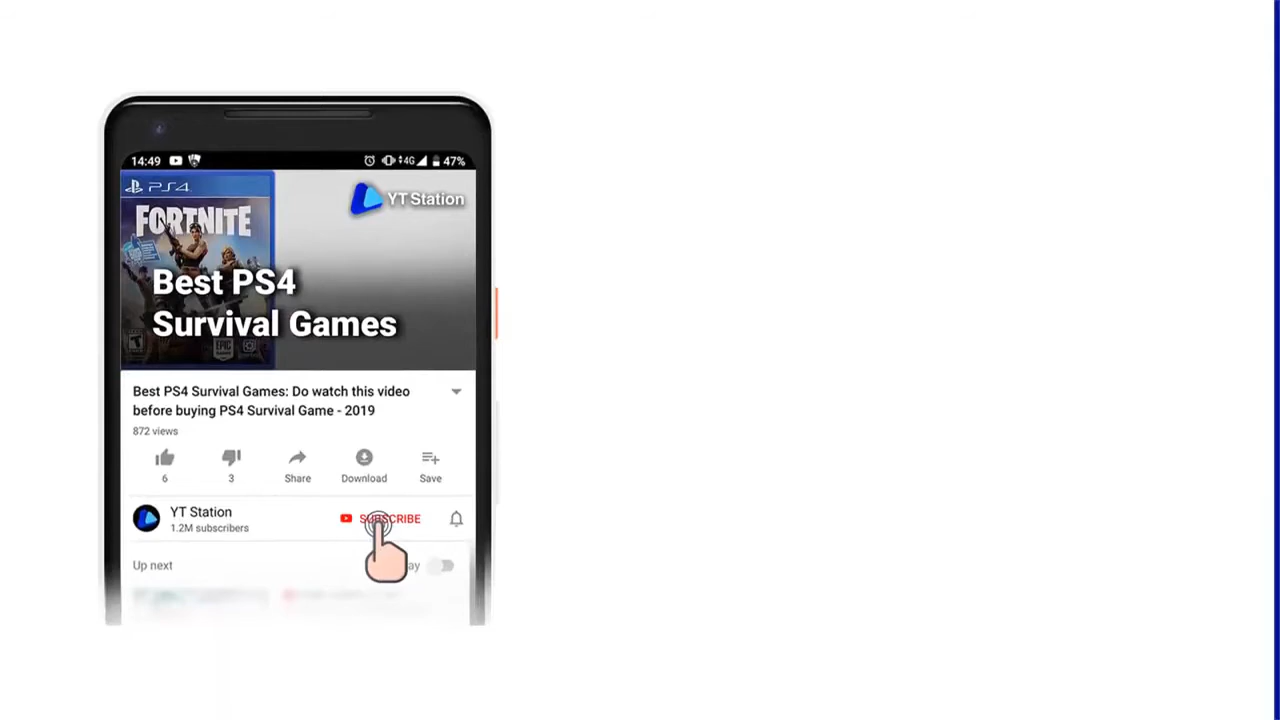 14:49
4G
47%
PS4
YT Station
FORTNITE
Best PS4
Survival Games
EPIC
GAMES
Best PS4 Survival Games: Do watch this video
before buying PS4 Survival Game - 2019
872 views
6
3
Share
Download
Save
YT Station
1.2M subscribers
SUBSCRIBE
Up next